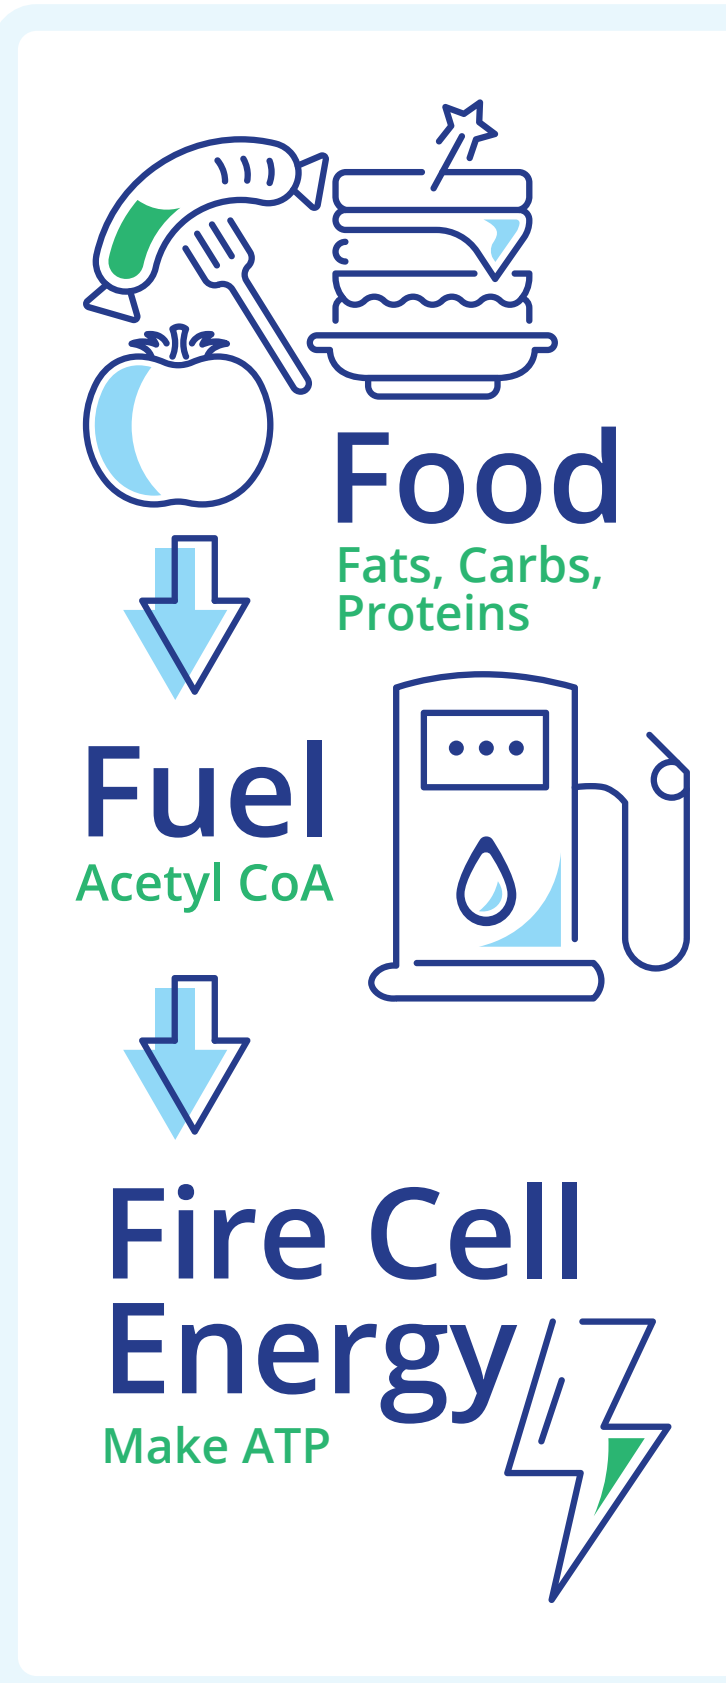 Food
Fats, Carbs,
Proteins
Fuel
Acetyl CoA
Fire Cell
Energy
Make ATP